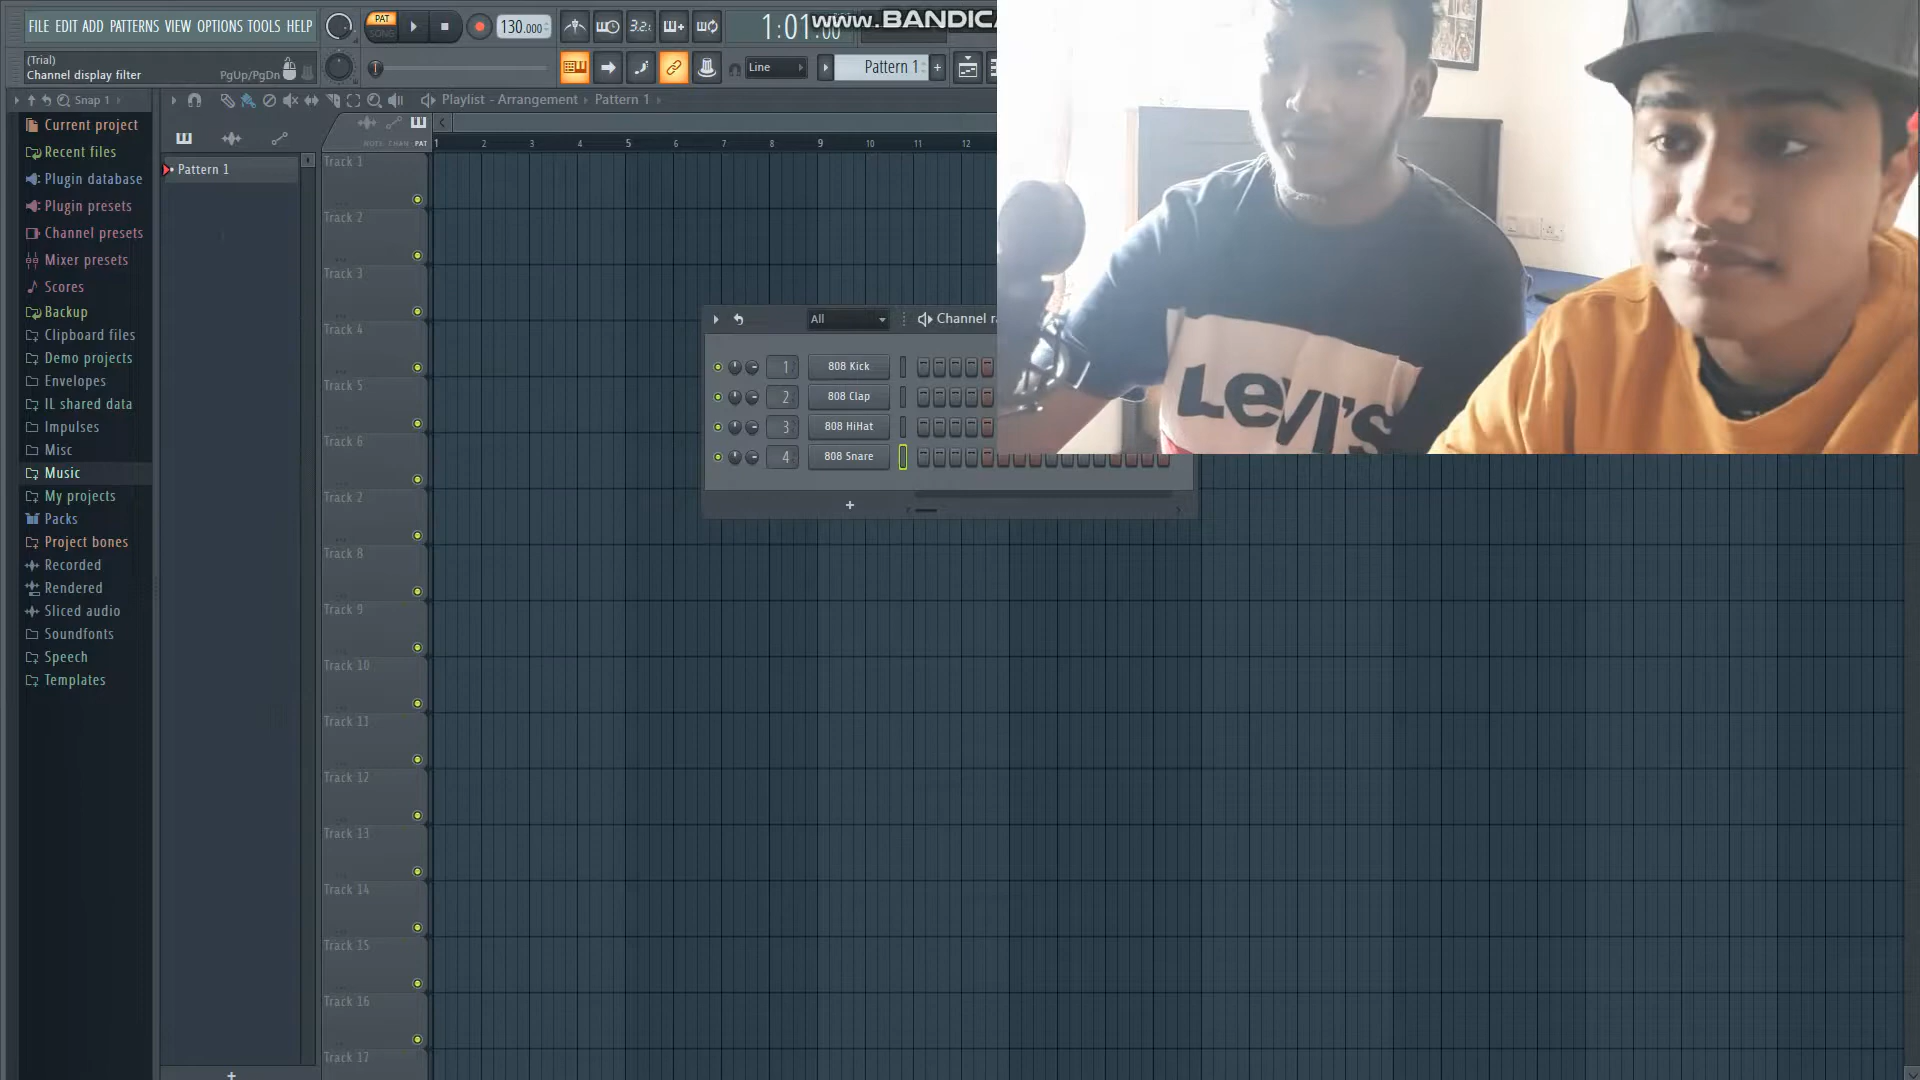 FILE EDIT ADD PATTERNS VIEW OPTIONS TOOLS HELP
PAT
SONG
130.000
3.2:
1:01:00
www.BANDICA
(Trial)
Channel display filter
PgUp/PgDn
Line
Pattern 1
+
Snap 1
Playlist - Arrangement
Pattern 1
Current project
Recent files
Plugin database
Plugin presets
Channel presets
Mixer presets
Scores
Backup
Clipboard files
Demo projects
Envelopes
IL shared data
Impulses
Misc
Music
My projects
Packs
Project bones
Recorded
Rendered
Sliced audio
Soundfonts
Speech
Templates
Pattern 1
+
NOTE CHAN PAT
1 2 3 4 5 6 7 8 9 10 11 12
Track 1
Track 2
Track 3
Track 4
Track 5
Track 6
Track 2
Track 8
Track 9
Track 10
Track 11
Track 12
Track 13
Track 14
Track 15
Track 16
Track 17
All
Channel ra
1 808 Kick
2 808 Clap
3 808 HiHat
4 808 Snare
+
LEVI'S